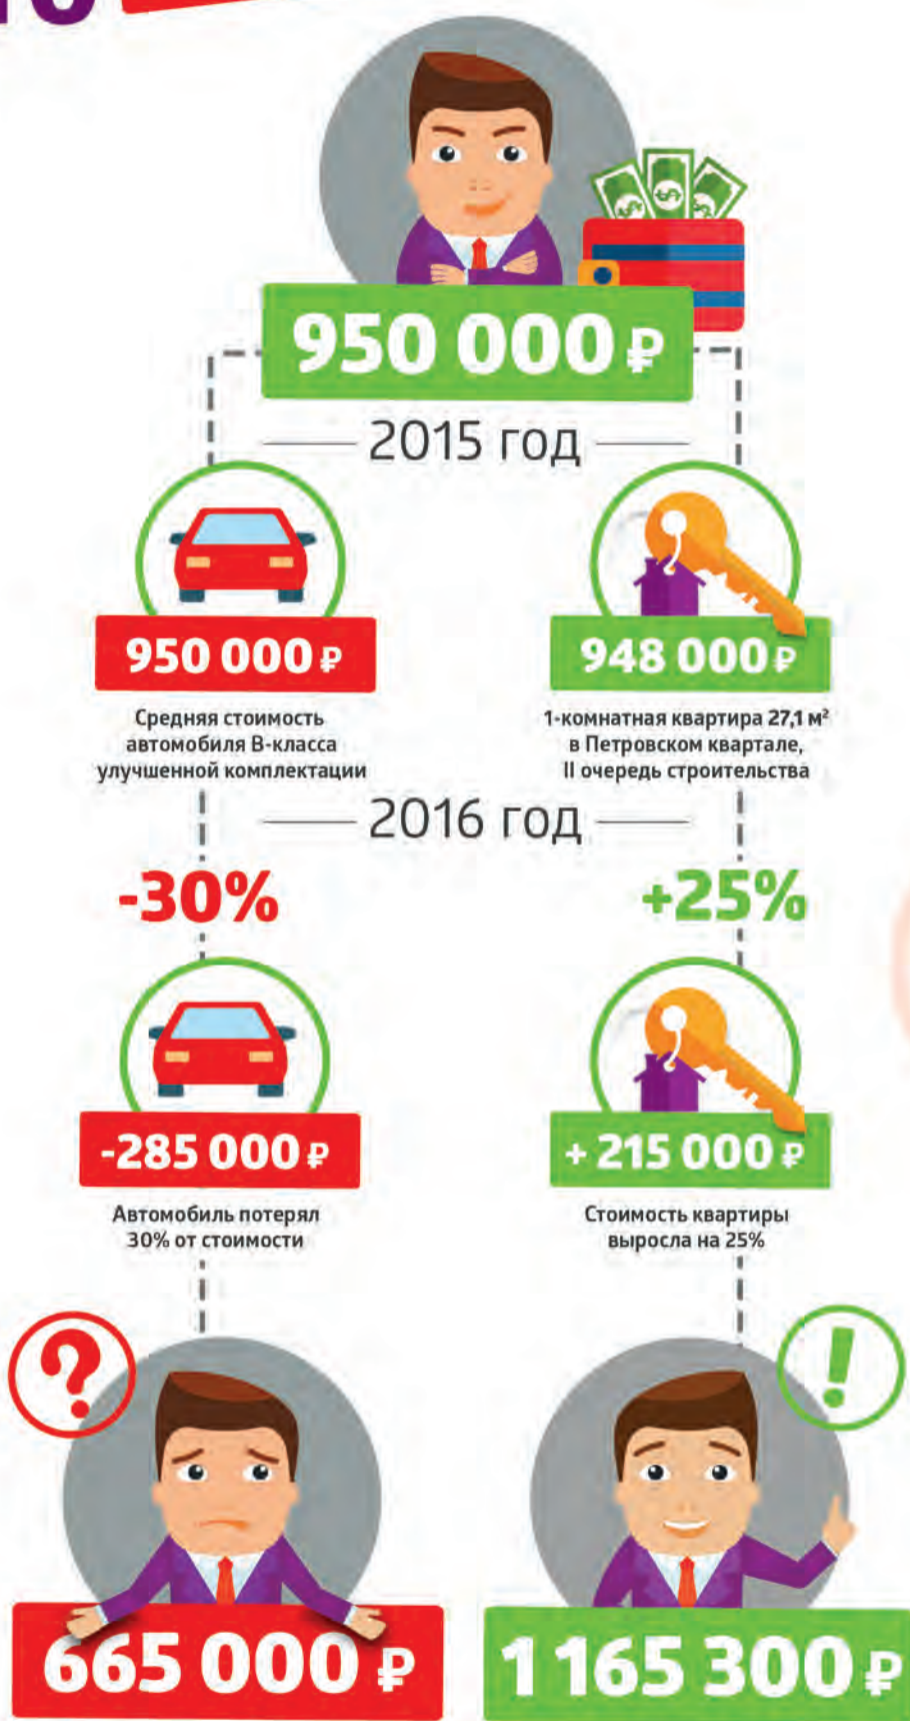 950 000 ₽
2015 год
950 000 ₽
Средняя стоимость
автомобиля В-класса
улучшенной комплектации
948 000 ₽
1-комнатная квартира 27,1 м²
в Петровском квартале,
II очередь строительства
2016 год
-30%
+25%
-285 000 ₽
Автомобиль потерял
30% от стоимости
+ 215 000 ₽
Стоимость квартиры
выросла на 25%
?
!
665 000 ₽
1 165 300 ₽